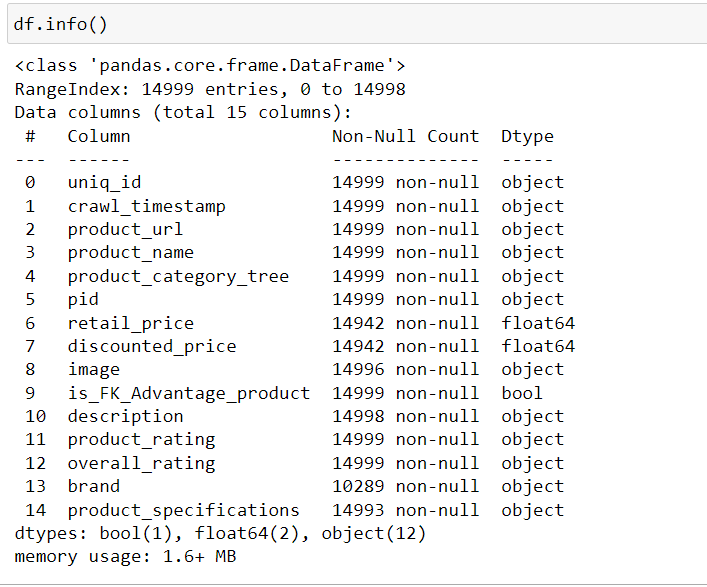 df.info()
<class 'pandas.core.frame.DataFrame'>
RangeIndex: 14999 entries, 0 to 14998
Data columns (total 15 columns):
 #   Column                   Non-Null Count  Dtype
---  ------                   --------------  -----
 0   uniq_id                  14999 non-null  object
 1   crawl_timestamp          14999 non-null  object
 2   product_url              14999 non-null  object
 3   product_name             14999 non-null  object
 4   product_category_tree    14999 non-null  object
 5   pid                      14999 non-null  object
 6   retail_price             14942 non-null  float64
 7   discounted_price         14942 non-null  float64
 8   image                    14996 non-null  object
 9   is_FK_Advantage_product  14999 non-null  bool
 10  description              14998 non-null  object
 11  product_rating           14999 non-null  object
 12  overall_rating           14999 non-null  object
 13  brand                    10289 non-null  object
 14  product_specifications   14993 non-null  object
dtypes: bool(1), float64(2), object(12)
memory usage: 1.6+ MB